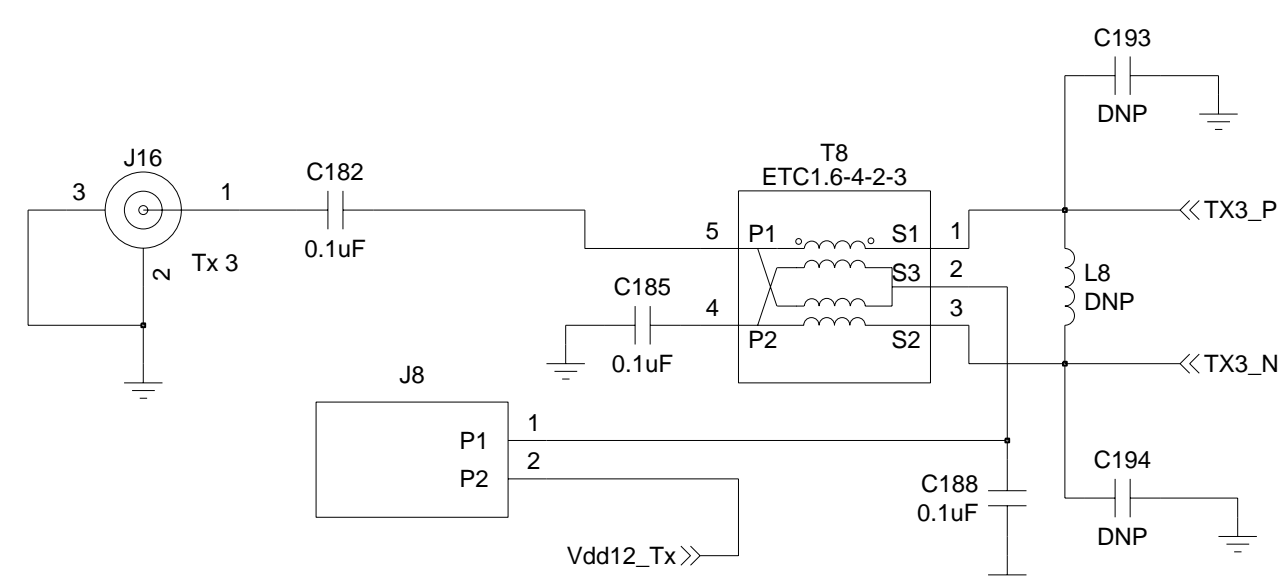 C193
DNP
J16
3
1
2
Tx 3
C182
0.1uF
T8
ETC1.6-4-2-3
5
P1
S1
1
S3
2
4
P2
S2
3
C185
0.1uF
TX3_P
L8
DNP
TX3_N
J8
P1
1
P2
2
Vdd12_Tx
C188
0.1uF
C194
DNP